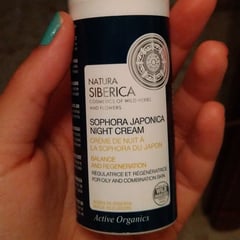 NATURA
SIBERICA
COSMETICS OF WILD HERBS
AND FLOWERS
SOPHORA JAPONICA
NIGHT CREAM
CRÈME DE NUIT À
LA SOPHORA DU JAPON
BALANCE
AND REGENERATION
RÉGULATRICE ET RÉGÉNÉRATRICE
FOR OILY AND COMBINATION SKIN
Active Organics